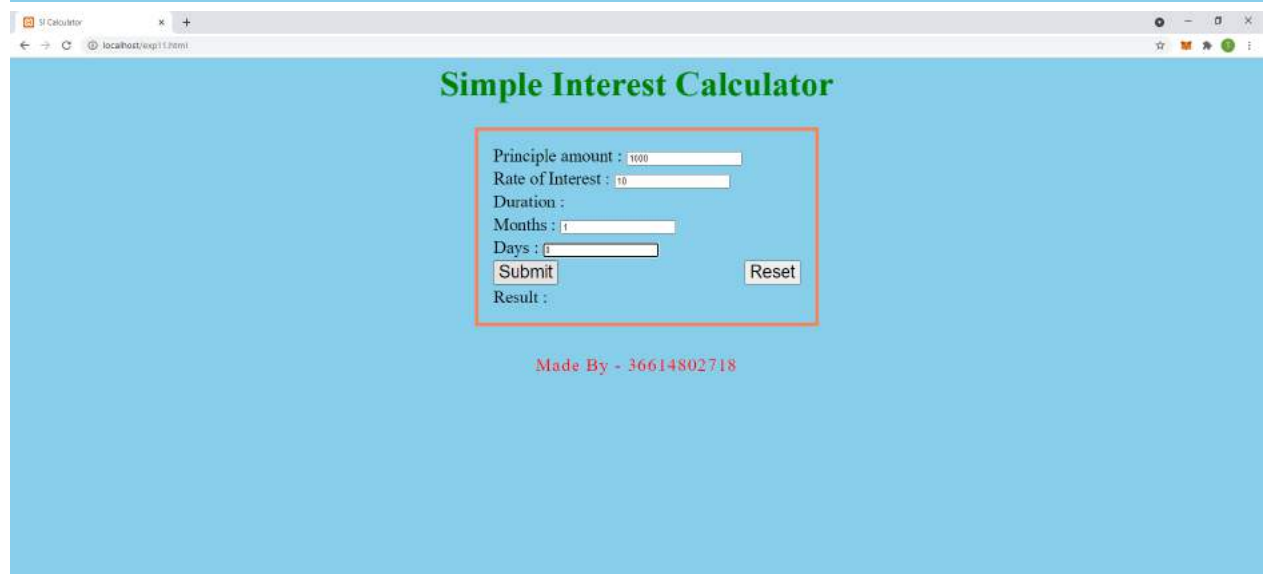 SI Calculator
localhost/exp11.html
Simple Interest Calculator
Principle amount : 1000
Rate of Interest : 10
Duration :
Months : 1
Days :
Submit Reset
Result :
Made By - 36614802718